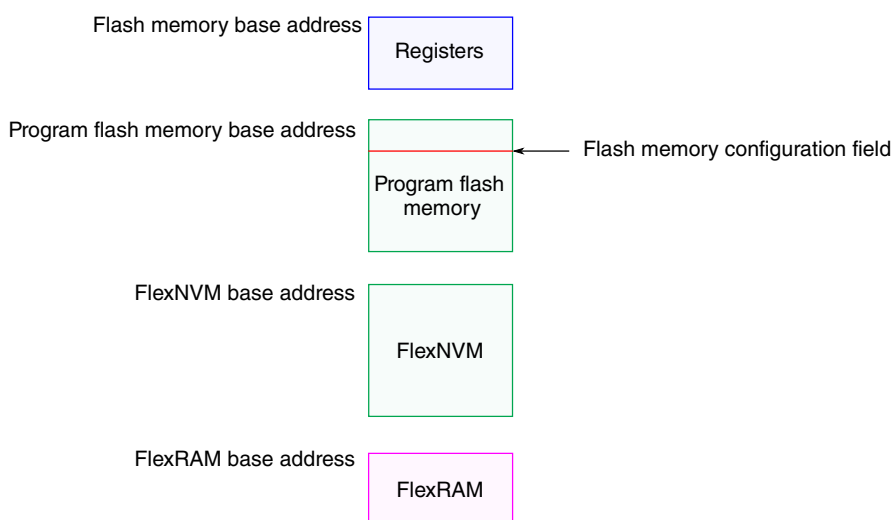 Flash memory base address
Registers
Program flash memory base address
Flash memory configuration field
Program flash
memory
FlexNVM base address
FlexNVM
FlexRAM base address
FlexRAM